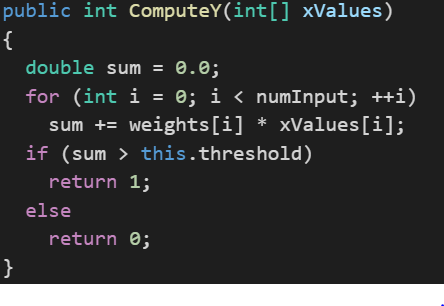 public int ComputeY(int[] xValues)
{
  double sum = 0.0;
  for (int i = 0; i < numInput; ++i)
    sum += weights[i] * xValues[i];
  if (sum > this.threshold)
    return 1;
  else
    return 0;
}